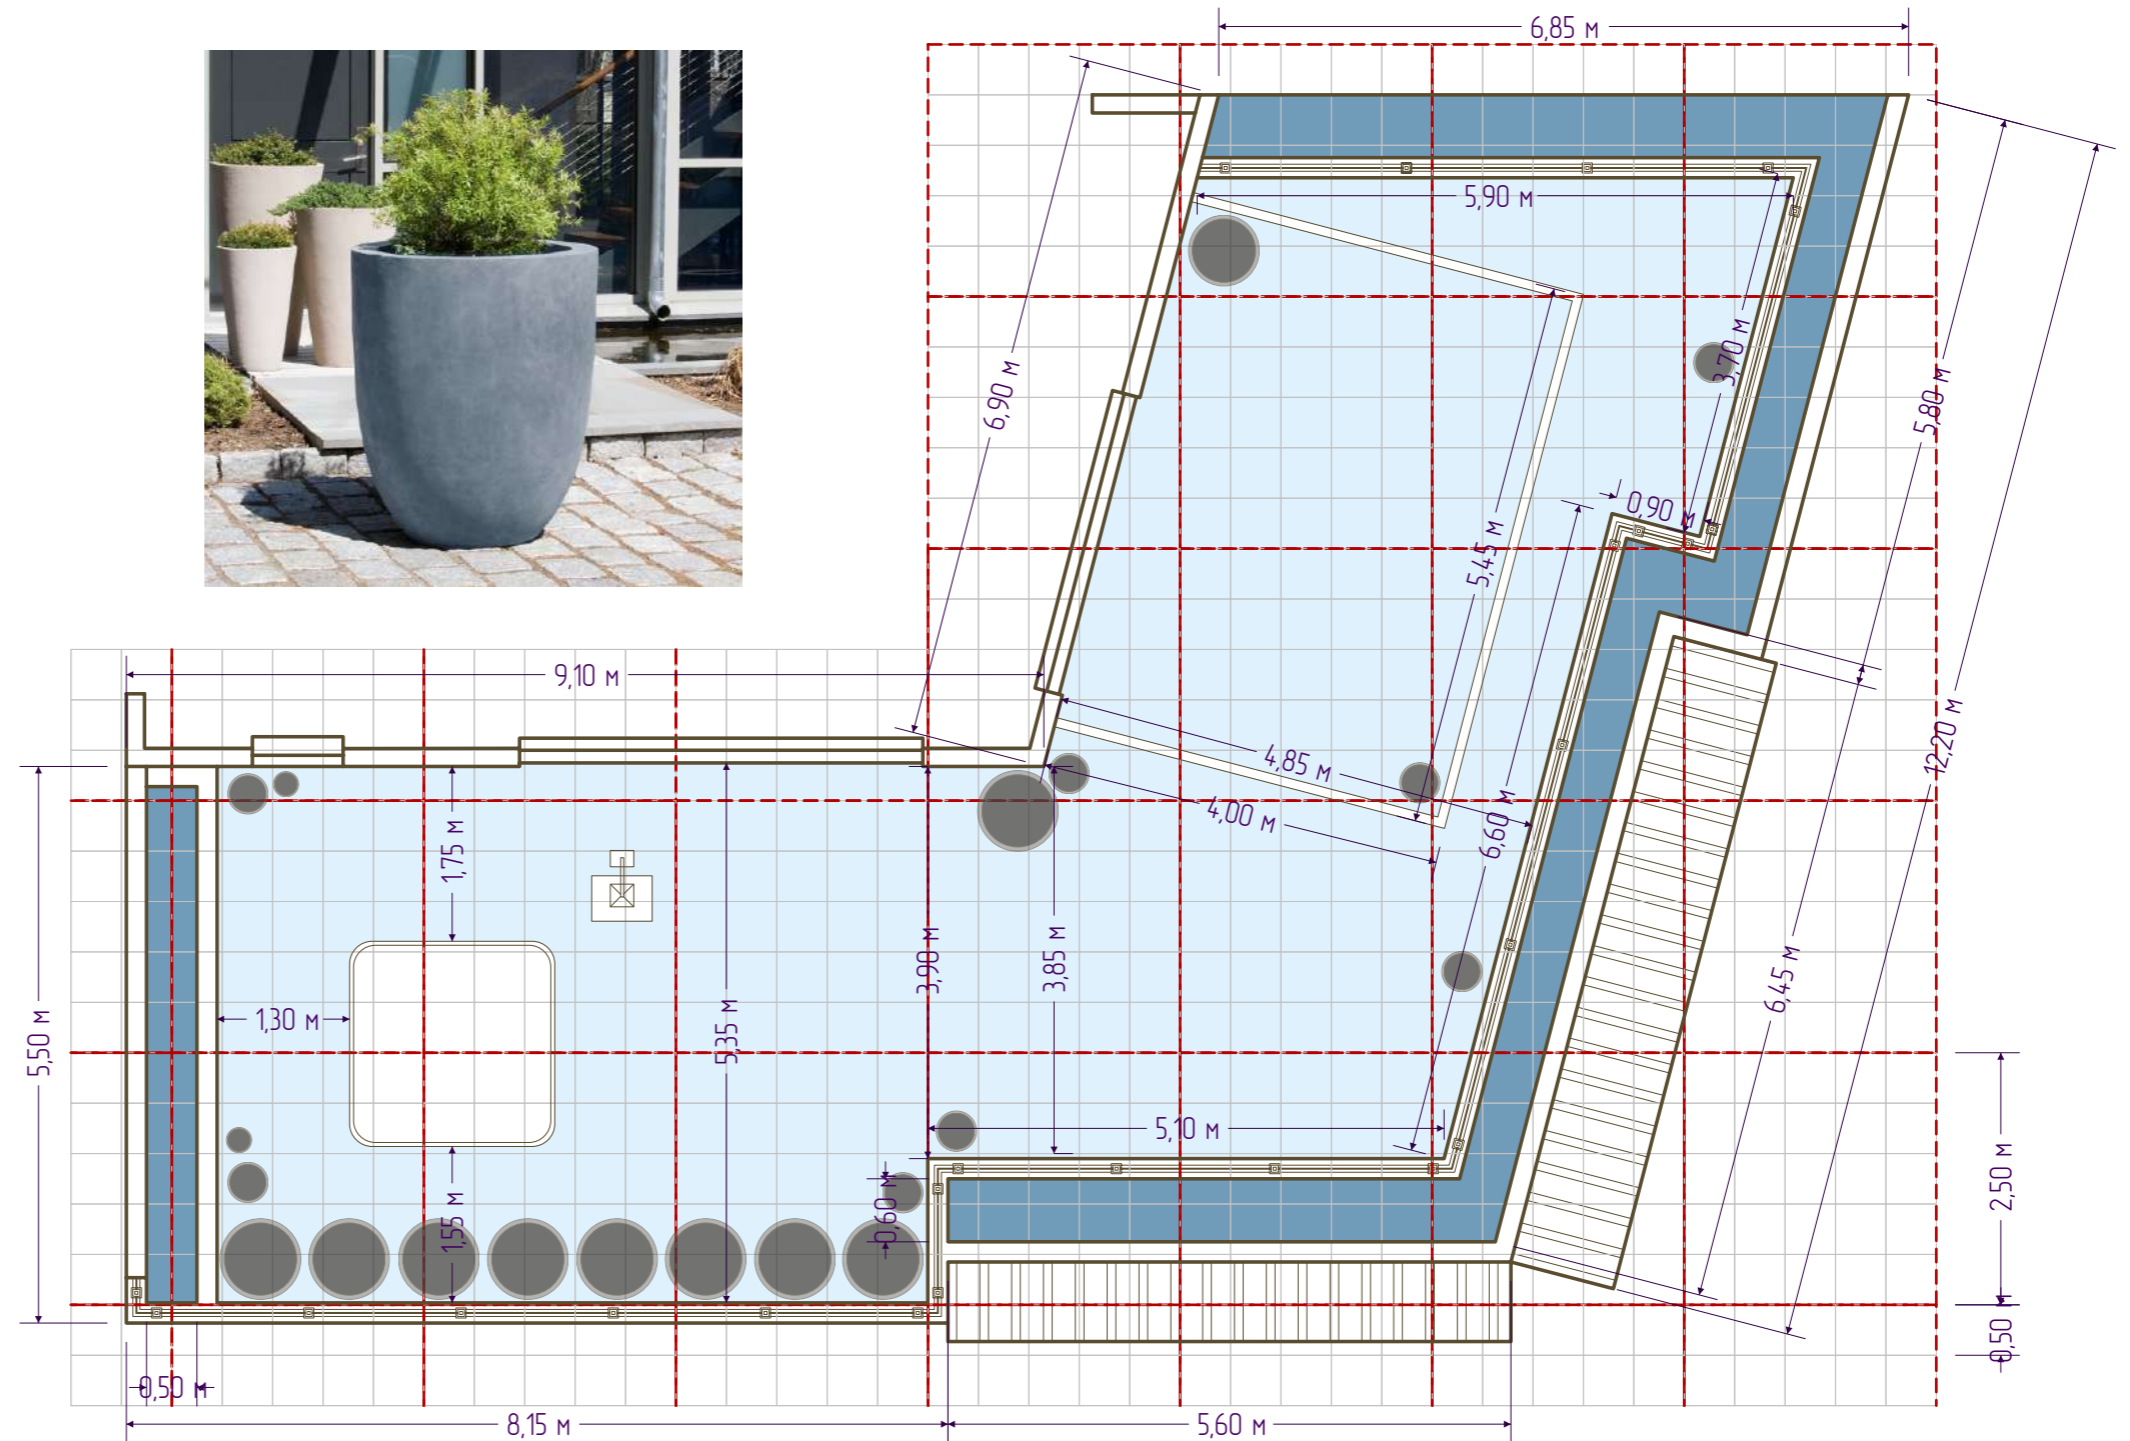 6,85 м
5,90 м
3,70 м
6,90 м
5,80 м
0,90 м
5,45 м
9,10 м
12,20 м
4,85 м
4,00 м
6,60 м
1,75 м
3,90 м
3,85 м
6,45 м
5,50 м
1,30 м
5,35 м
5,10 м
2,50 м
0,60 м
1,55 м
0,50 м
0,50 м
8,15 м
5,60 м